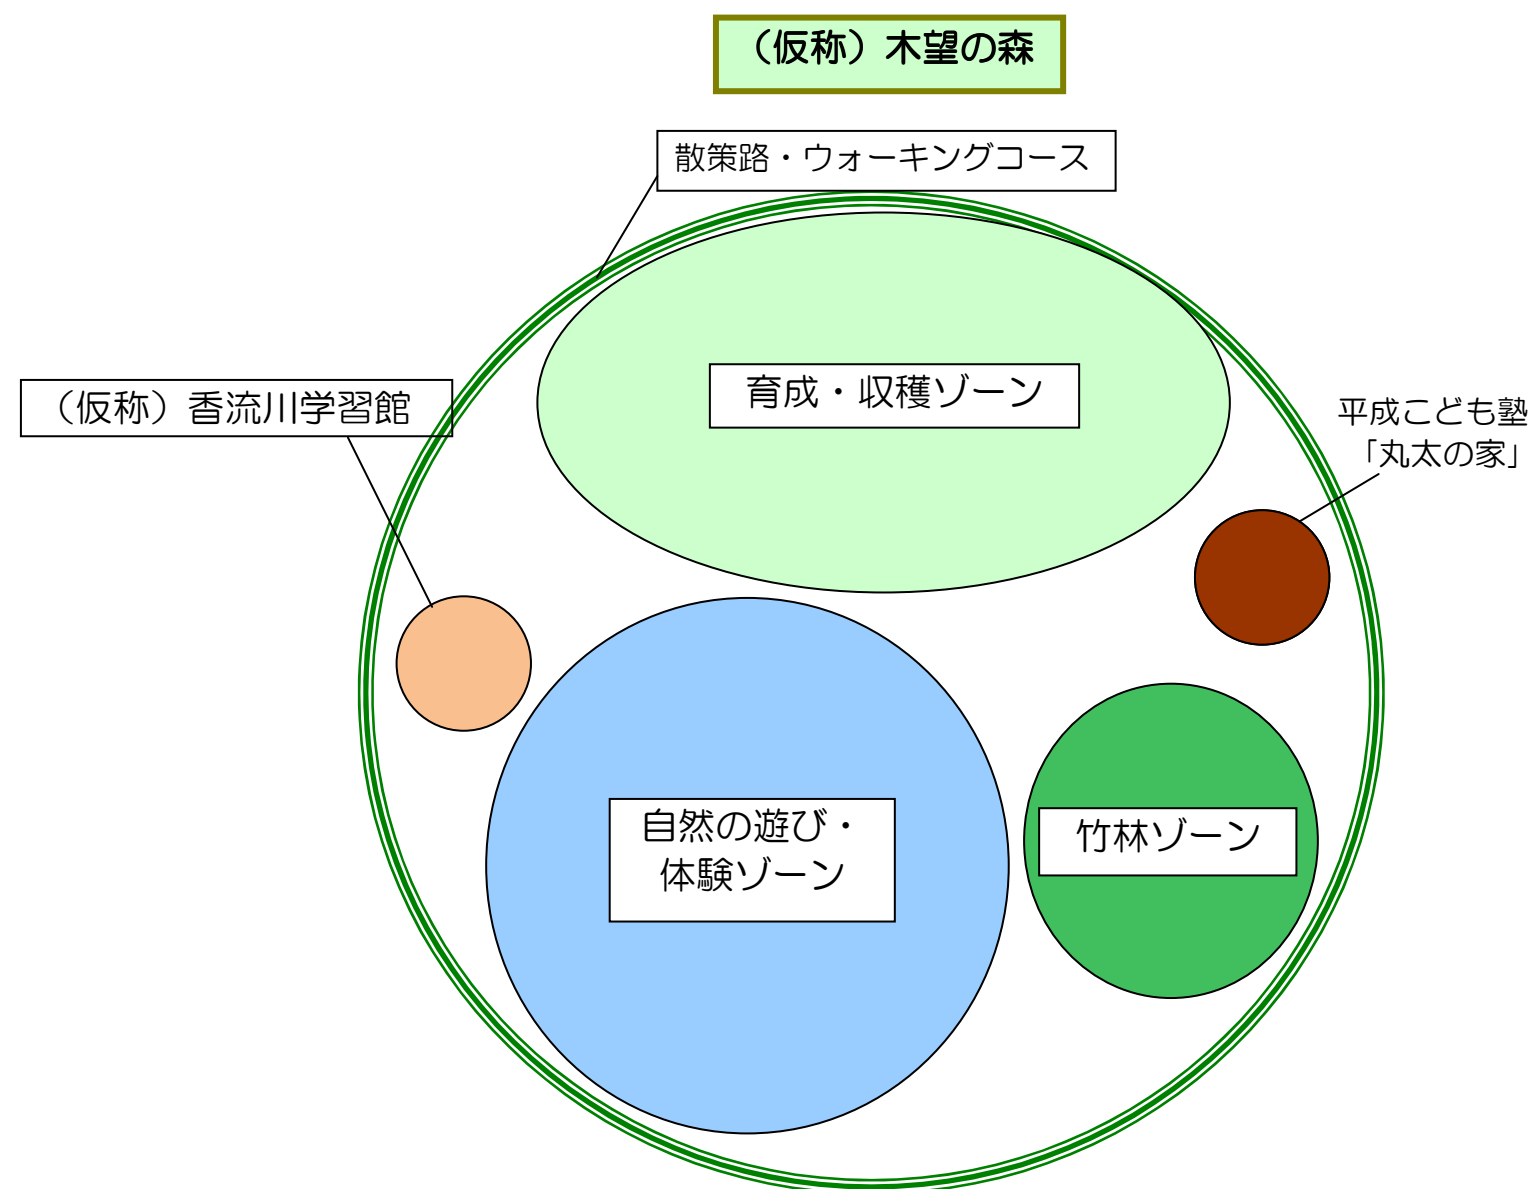 （仮称）木望の森
散策路・ウォーキングコース
育成・収穫ゾーン
（仮称）香流川学習館
平成こども塾
「丸太の家」
自然の遊び・
体験ゾーン
竹林ゾーン